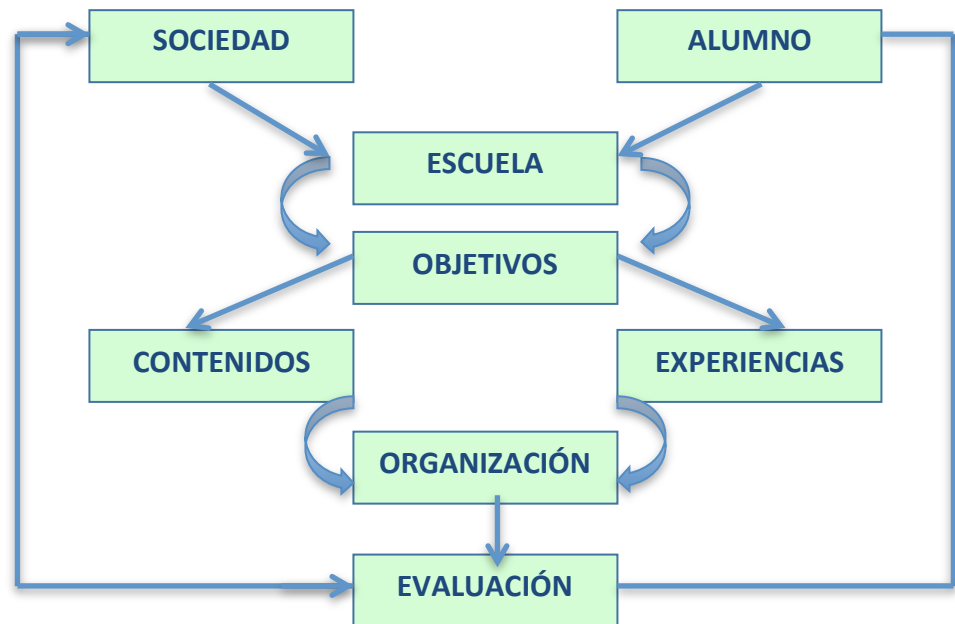 SOCIEDAD
ALUMNO
ESCUELA
OBJETIVOS
CONTENIDOS
EXPERIENCIAS
ORGANIZACIÓN
EVALUACIÓN